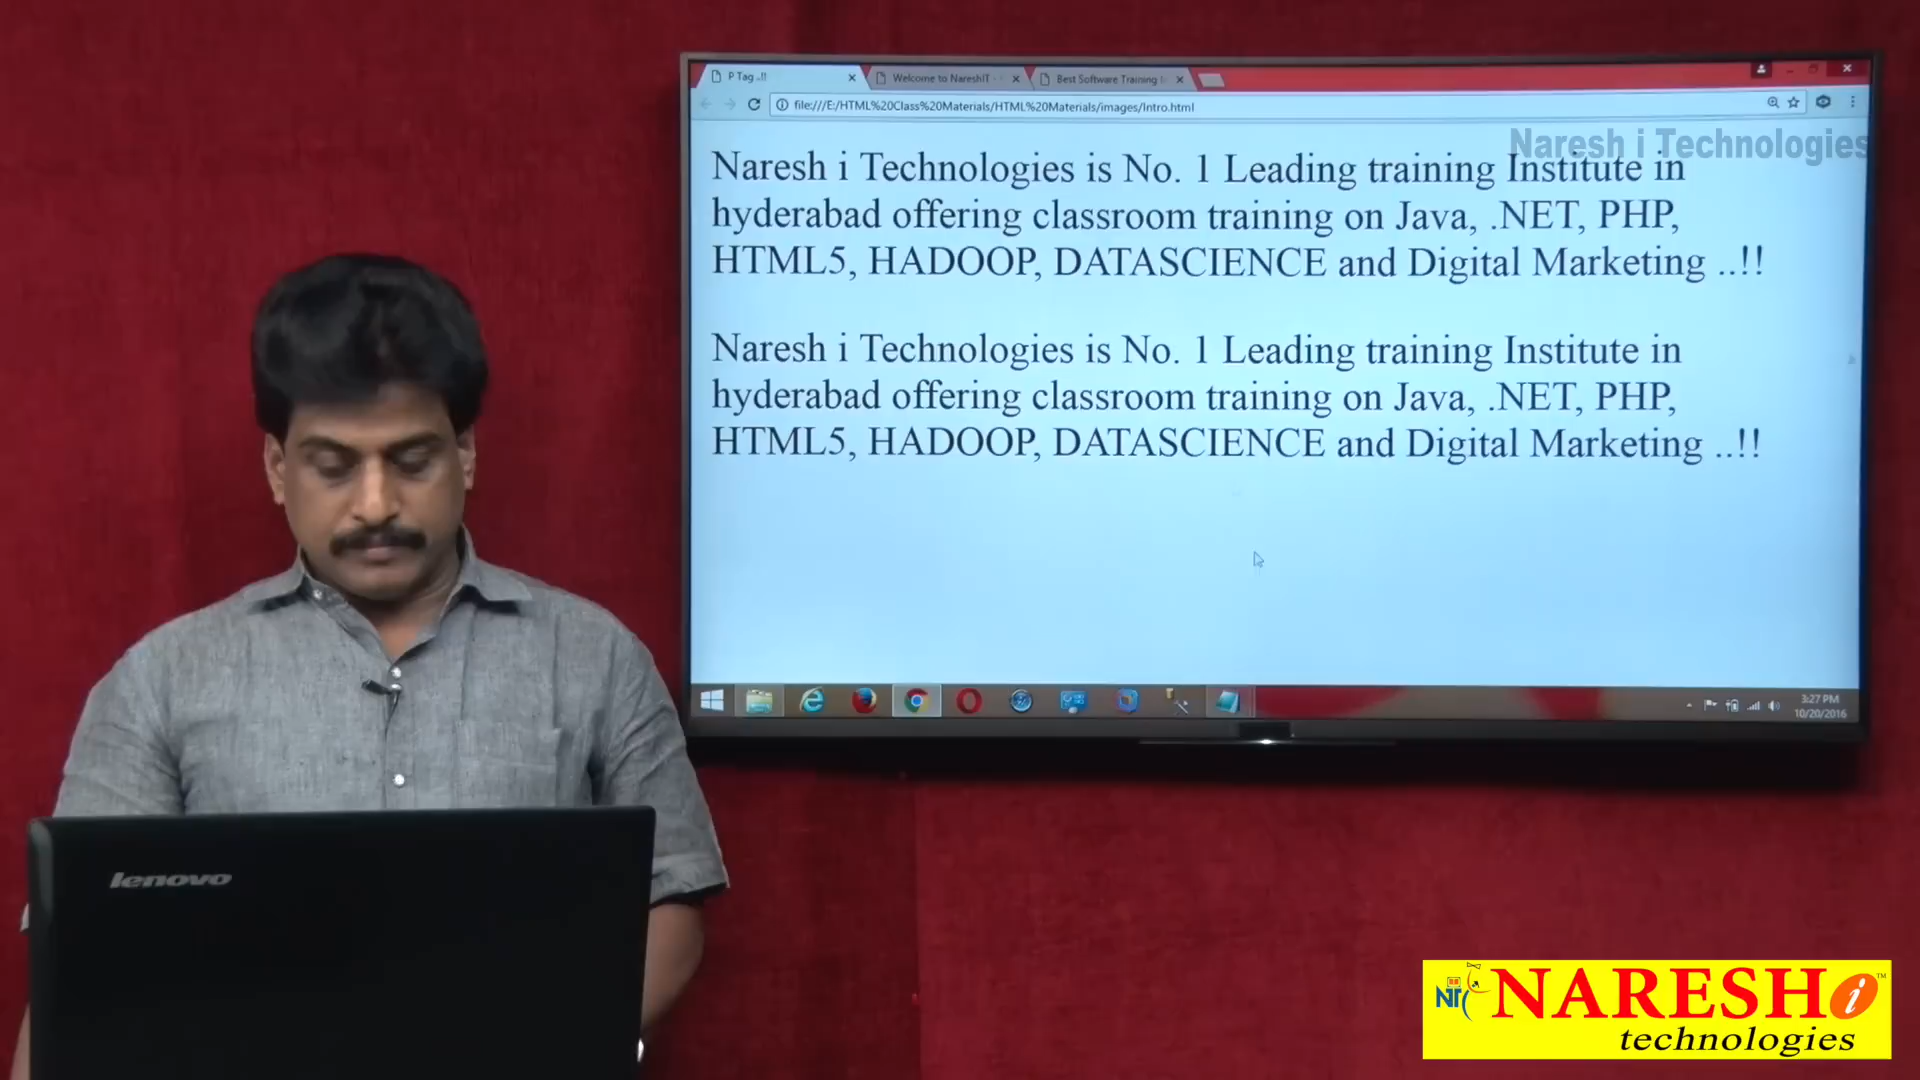 P Tag ..!!
Welcome to NareshIT -
Best Software Training I
file:///E:/HTML%20Class%20Materials/HTML%20Materials/images/Intro.html
Naresh i Technologies
Naresh i Technologies is No. 1 Leading training Institute in
hyderabad offering classroom training on Java, .NET, PHP,
HTML5, HADOOP, DATASCIENCE and Digital Marketing ..!!
Naresh i Technologies is No. 1 Leading training Institute in
hyderabad offering classroom training on Java, .NET, PHP,
HTML5, HADOOP, DATASCIENCE and Digital Marketing ..!!
3:27 PM
10/20/2016
lenovo
NT
NARESH i ™
technologies